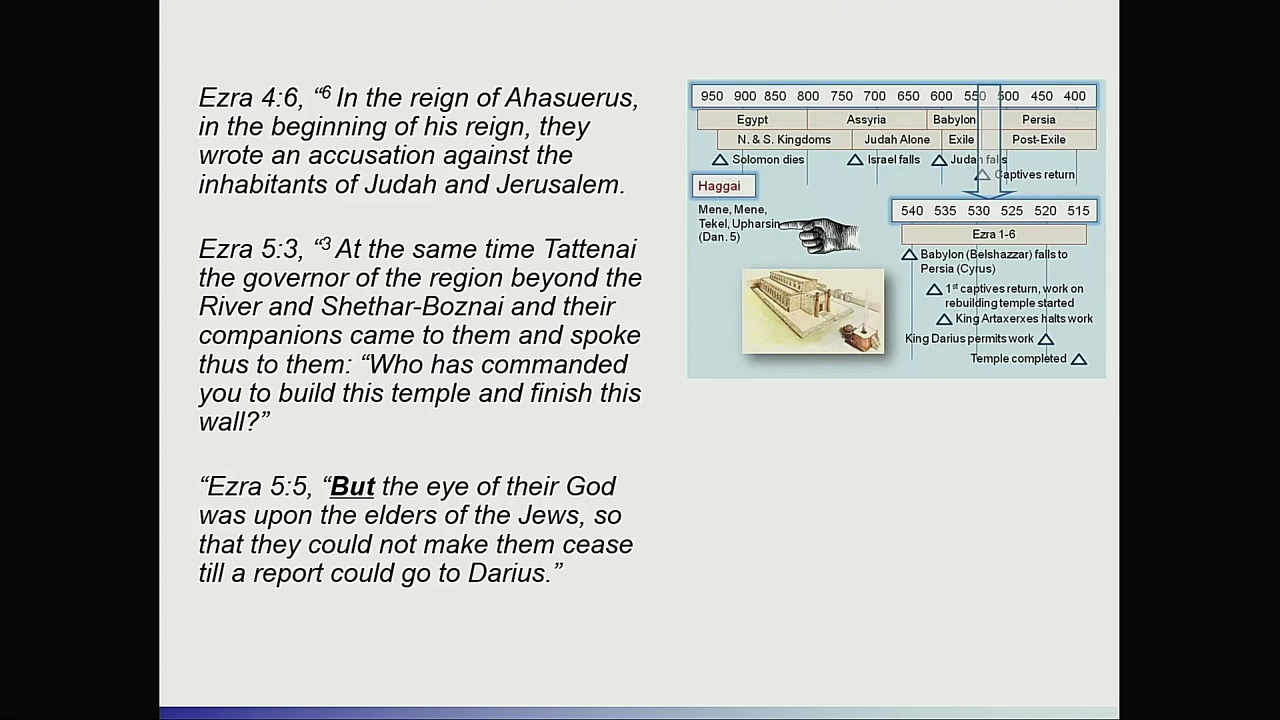 Ezra 4:6, “6 In the reign of Ahasuerus,
in the beginning of his reign, they
wrote an accusation against the
inhabitants of Judah and Jerusalem.
Ezra 5:3, “3 At the same time Tattenai
the governor of the region beyond the
River and Shethar-Boznai and their
companions came to them and spoke
thus to them: “Who has commanded
you to build this temple and finish this
wall?”
“Ezra 5:5, “But the eye of their God
was upon the elders of the Jews, so
that they could not make them cease
till a report could go to Darius.”
950 900 850 800 750 700 650 600 550 500 450 400
Egypt Assyria Babylon Persia
N. & S. Kingdoms Judah Alone Exile Post-Exile
Solomon dies Israel falls Judah falls
Captives return
Haggai
Mene, Mene,
Tekel, Upharsin
(Dan. 5)
540 535 530 525 520 515
Ezra 1-6
Babylon (Belshazzar) falls to
Persia (Cyrus)
1st captives return, work on
rebuilding temple started
King Artaxerxes halts work
King Darius permits work
Temple completed